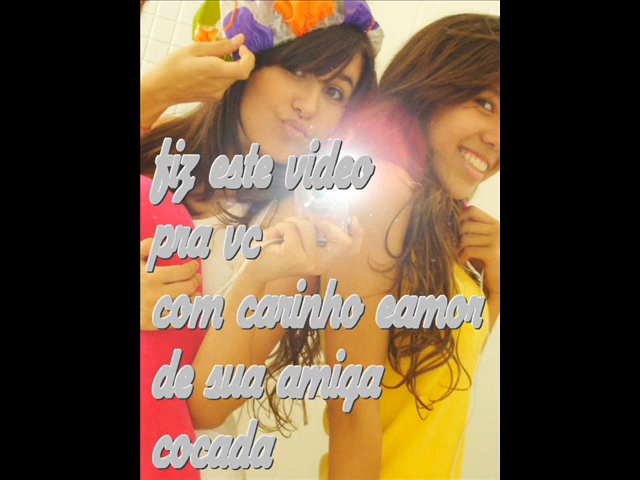 fiz este video
pra vc
com carinho eamor
de sua amiga
cocada